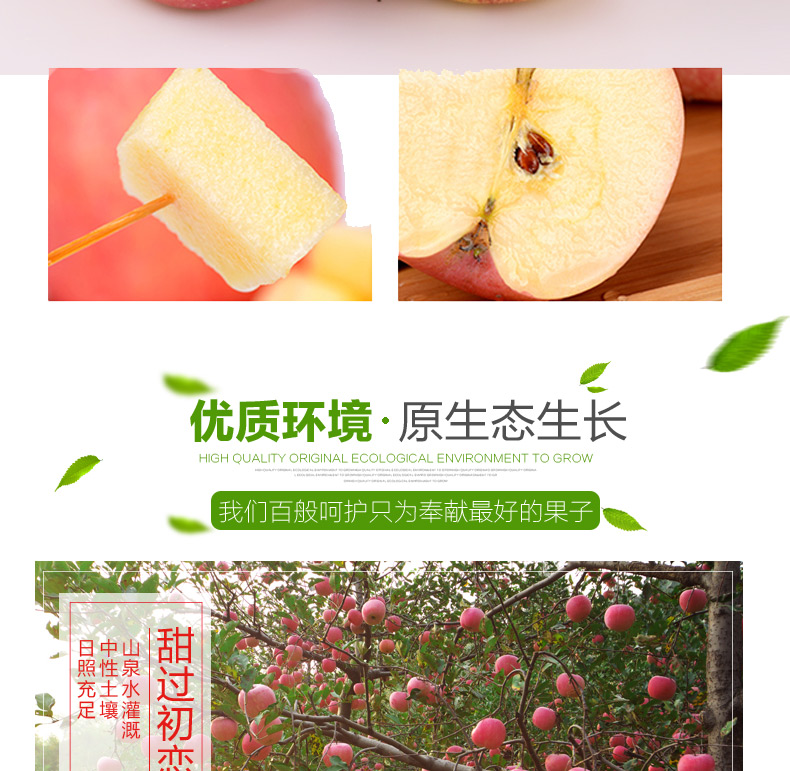 优质环境·原生态生长
HIGH QUALITY ORIGINAL ECOLOGICAL ENVIRONMENT TO GROW
我们百般呵护只为奉献最好的果子
甜过初恋
山泉水灌溉
中性土壤
日照充足